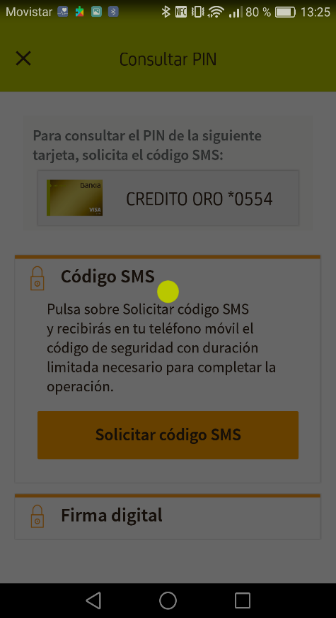 Movistar 80 % 13:25
Consultar PIN
Para consultar el PIN de la siguiente
tarjeta, solicita el código SMS:
Bankia
VISA
CREDITO ORO *0554
Código SMS
Pulsa sobre Solicitar código SMS
y recibirás en tu teléfono móvil el
código de seguridad con duración
limitada necesario para completar la
operación.
Solicitar código SMS
Firma digital